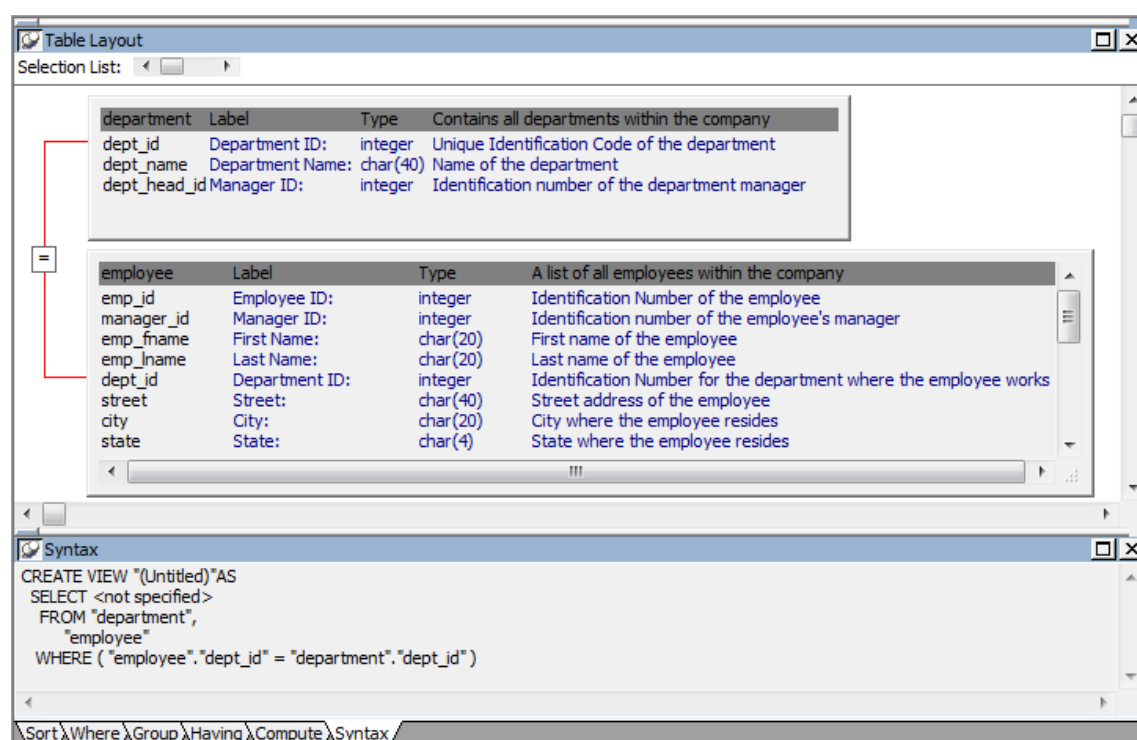 Table Layout
Selection List:
department Label Type Contains all departments within the company
dept_id Department ID: integer Unique Identification Code of the department
dept_name Department Name: char(40) Name of the department
dept_head_id Manager ID: integer Identification number of the department manager
=
employee Label Type A list of all employees within the company
emp_id Employee ID: integer Identification Number of the employee
manager_id Manager ID: integer Identification number of the employee's manager
emp_fname First Name: char(20) First name of the employee
emp_lname Last Name: char(20) Last name of the employee
dept_id Department ID: integer Identification Number for the department where the employee works
street Street: char(40) Street address of the employee
city City: char(20) City where the employee resides
state State: char(4) State where the employee resides
Syntax
CREATE VIEW "(Untitled)"AS
SELECT <not specified>
FROM "department",
"employee"
WHERE ( "employee"."dept_id" = "department"."dept_id" )
Sort Where Group Having Compute Syntax